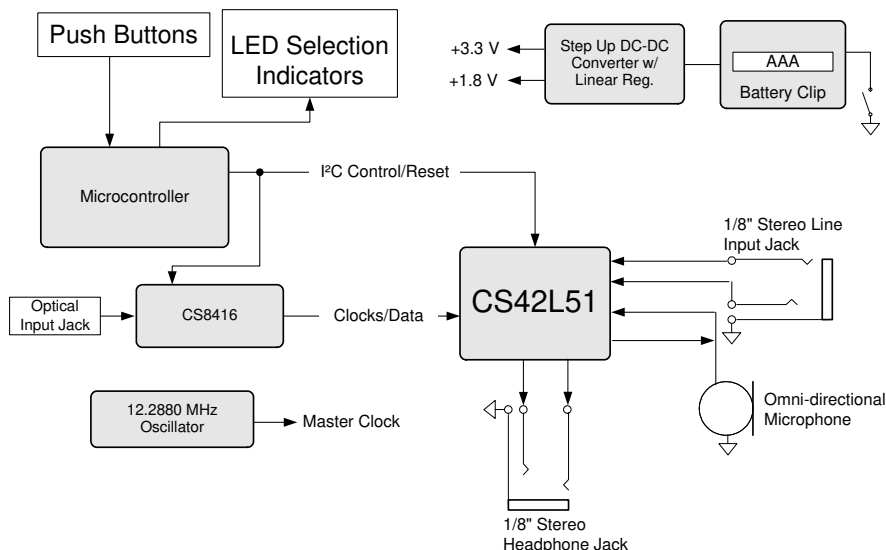 Push Buttons
LED Selection
Indicators
+3.3 V
+1.8 V
Step Up DC-DC
Converter w/
Linear Reg.
AAA
Battery Clip
Microcontroller
I²C Control/Reset
1/8" Stereo Line
Input Jack
Optical
Input Jack
CS8416
Clocks/Data
CS42L51
12.2880 MHz
Oscillator
Master Clock
Omni-directional
Microphone
1/8" Stereo
Headphone Jack